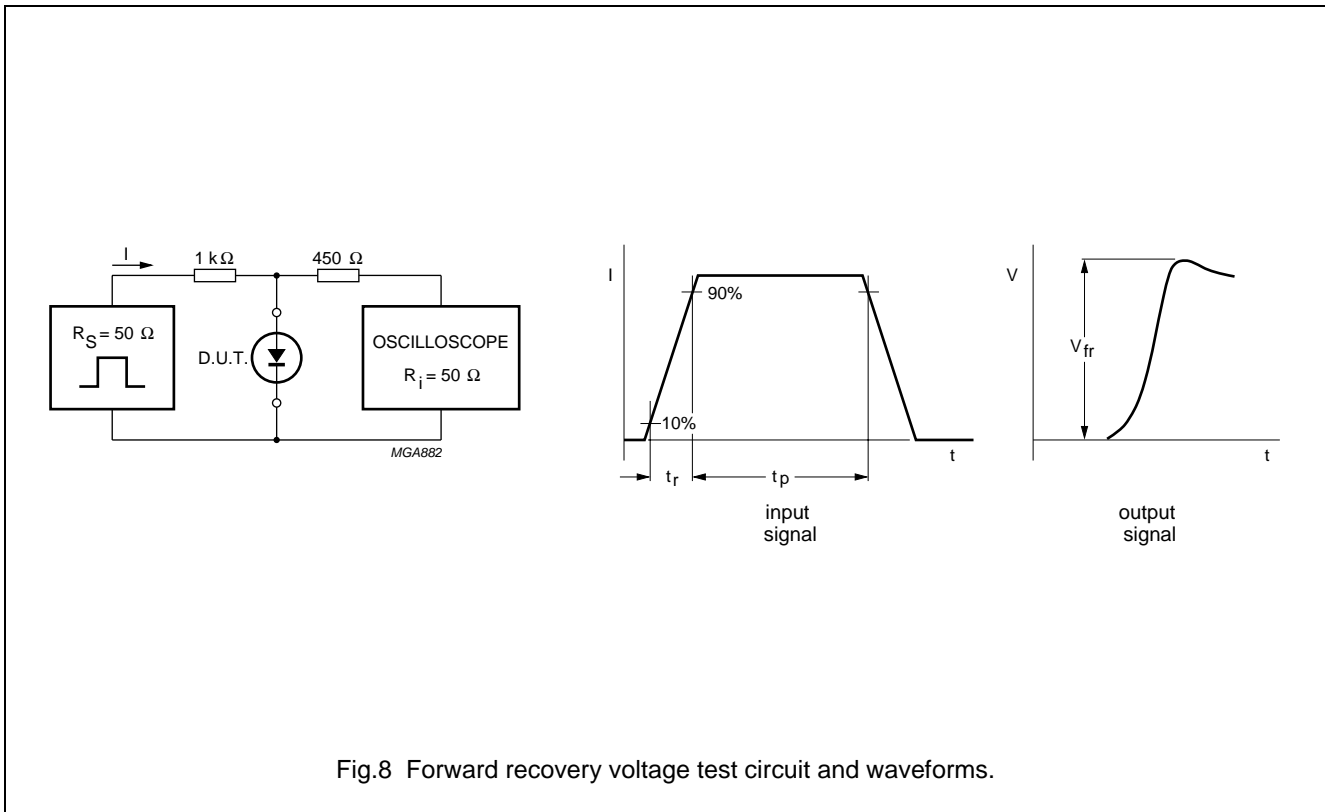 I
1 kΩ
450 Ω
R_S = 50 Ω
D.U.T.
OSCILLOSCOPE
R_i = 50 Ω
MGA882
I
90%
10%
t
t_r
t_p
input
signal
V
V_fr
t
output
signal
Fig.8 Forward recovery voltage test circuit and waveforms.